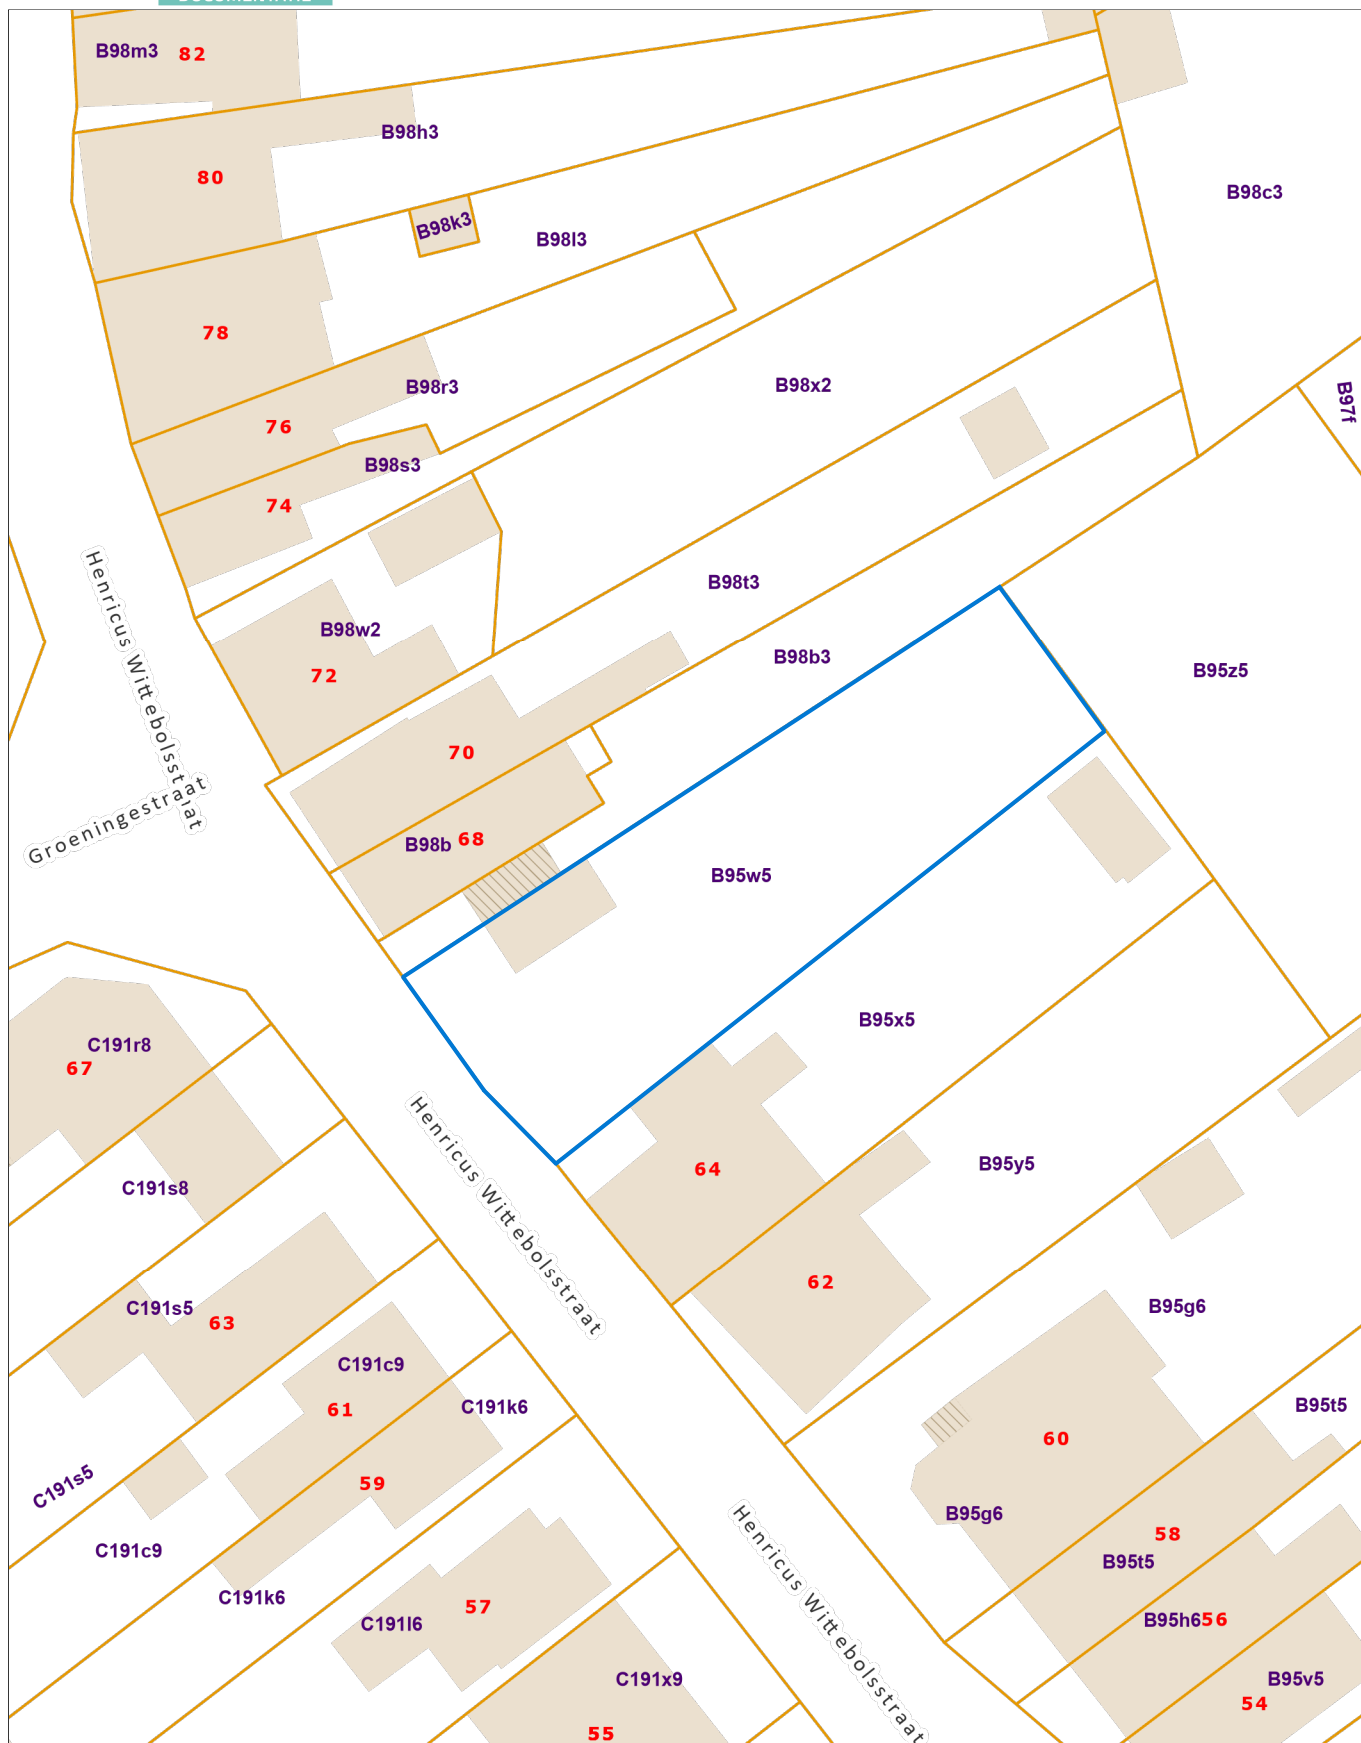 B98m3 82
B98h3
80
B98k3
B98l3
B98c3
78
B98r3
76
B98x2
B97f
B98s3
74
Henricus Wittebolsstraat
B98t3
B98w2
72
B98b3
B95z5
70
Groeningestraat
B98b 68
B95w5
B95x5
C191r8
67
Henricus Wittebolsstraat
64
B95y5
C191s8
62
B95g6
C191s5
63
C191c9
61
C191k6
B95t5
60
59
C191s5
B95g6
Henricus Wittebolsstraat
58
C191c9
B95t5
C191k6
57
C191l6
B95h6 56
C191x9
B95v5
54
55